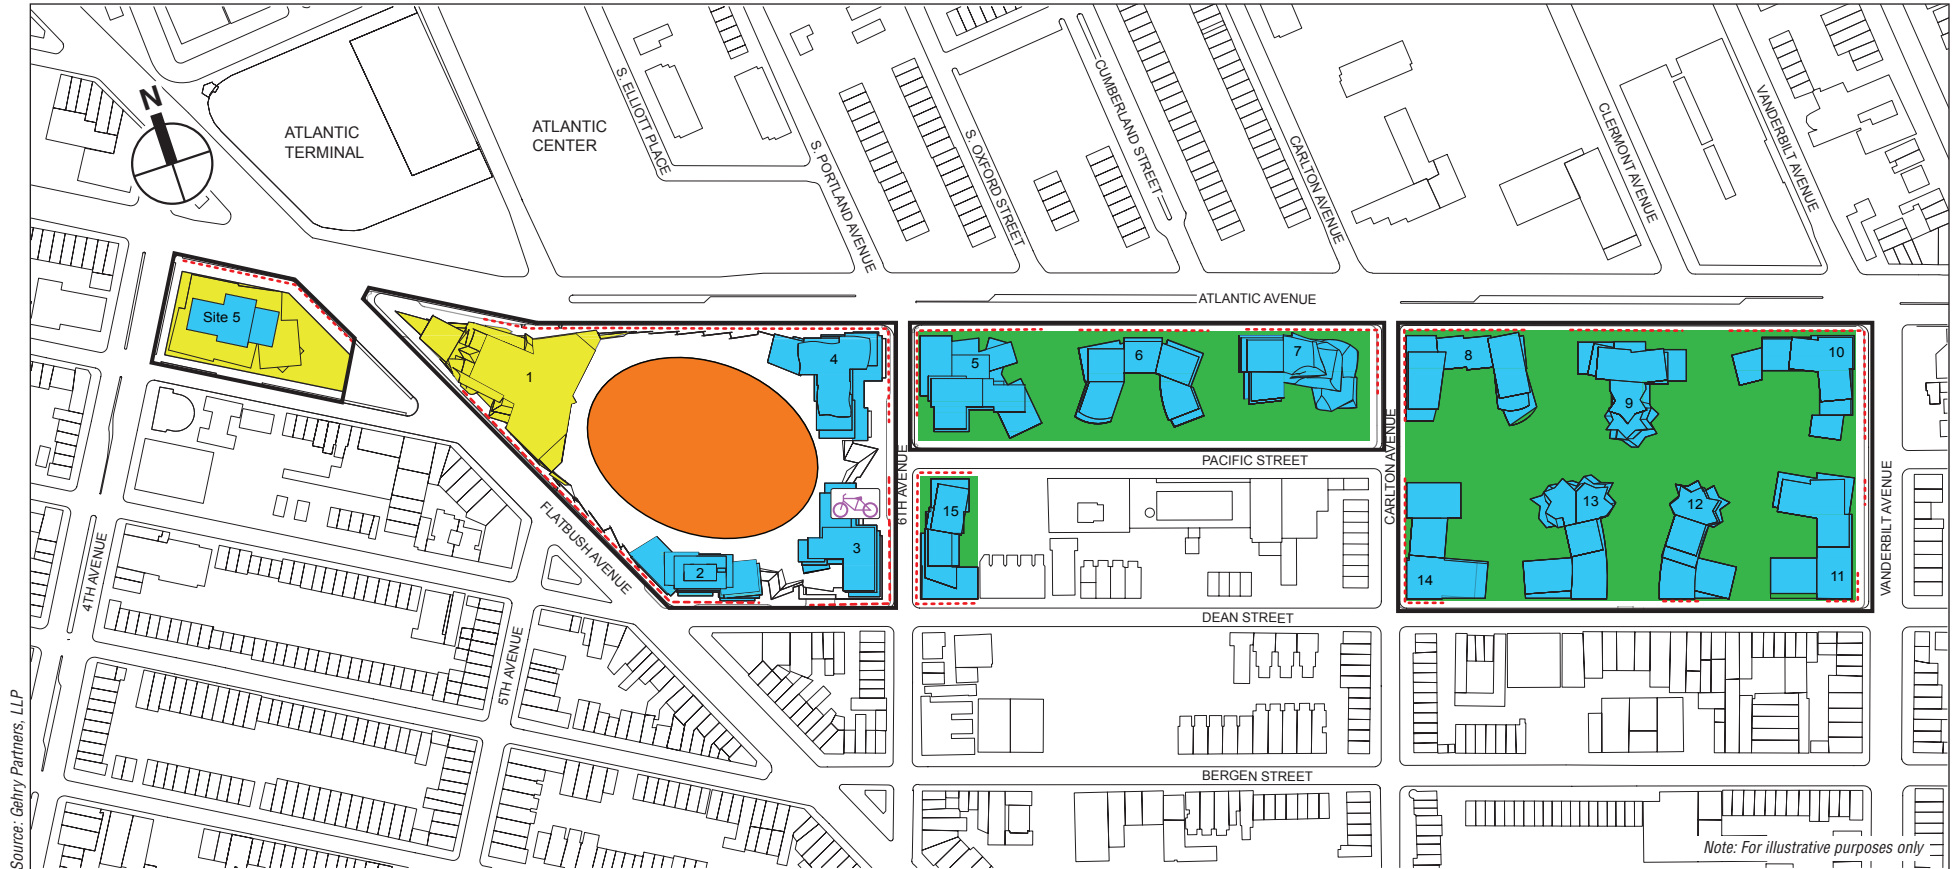 N
ATLANTIC
TERMINAL
ATLANTIC
CENTER
S. ELLIOTT PLACE
S. PORTLAND AVENUE
S. OXFORD STREET
CUMBERLAND STREET
CARLTON AVENUE
CLERMONT AVENUE
VANDERBILT AVENUE
Site 5
ATLANTIC AVENUE
1
4
5
6
7
8
9
10
PACIFIC STREET
6TH AVENUE
CARLTON AVENUE
VANDERBILT AVENUE
FLATBUSH AVENUE
4TH AVENUE
5TH AVENUE
2
3
15
13
12
14
11
DEAN STREET
BERGEN STREET
Source: Gehry Partners, LLP
Note: For illustrative purposes only